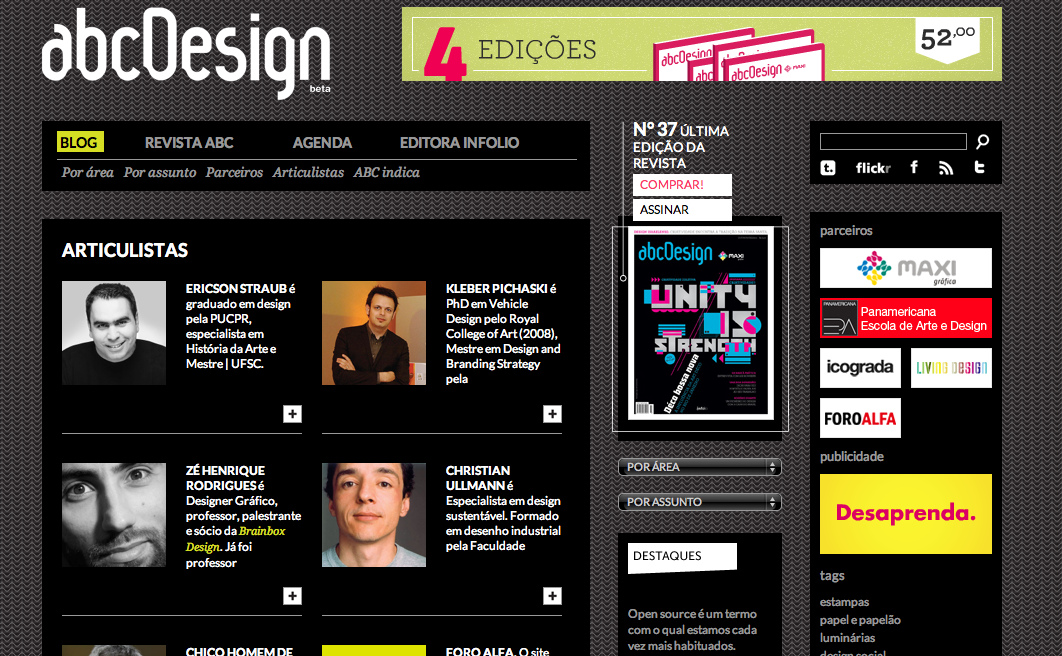 abcDesign
beta
4 EDIÇÕES
52,00
abcDesign
abcDesign MAXI
BLOG
REVISTA ABC
AGENDA
EDITORA INFOLIO
Por área Por assunto Parceiros Articulistas ABC indica
Nº 37 ÚLTIMA
EDIÇÃO DA
REVISTA
COMPRAR!
ASSINAR
abcDesign MAXI
UNITY
IS
STRENGTH
Déco bossa nova
t. flickr f t
ARTICULISTAS
ERICSON STRAUB é
graduado em design
pela PUCPR,
especialista em
História da Arte e
Mestre | UFSC.
+
KLEBER PICHASKI é
PhD em Vehicle
Design pelo Royal
College of Art (2008),
Mestre em Design and
Branding Strategy
pela
+
ZÉ HENRIQUE
RODRIGUES é
Designer Gráfico,
professor, palestrante
e sócio da Brainbox
Design. Já foi
professor
+
CHRISTIAN
ULLMANN é
Especialista em design
sustentável. Formado
em desenho industrial
pela Faculdade
+
CHICO HOMEM DE
FORO ALFA. O site
POR ÁREA
POR ASSUNTO
DESTAQUES
Open source é um termo
com o qual estamos cada
vez mais habituados.
parceiros
MAXI
gráfica
PANAMERICANA
Panamericana
Escola de Arte e Design
icograda
LIVING DESIGN
FOROALFA
publicidade
Desaprenda.
tags
estampas
papel e papelão
luminárias
design social